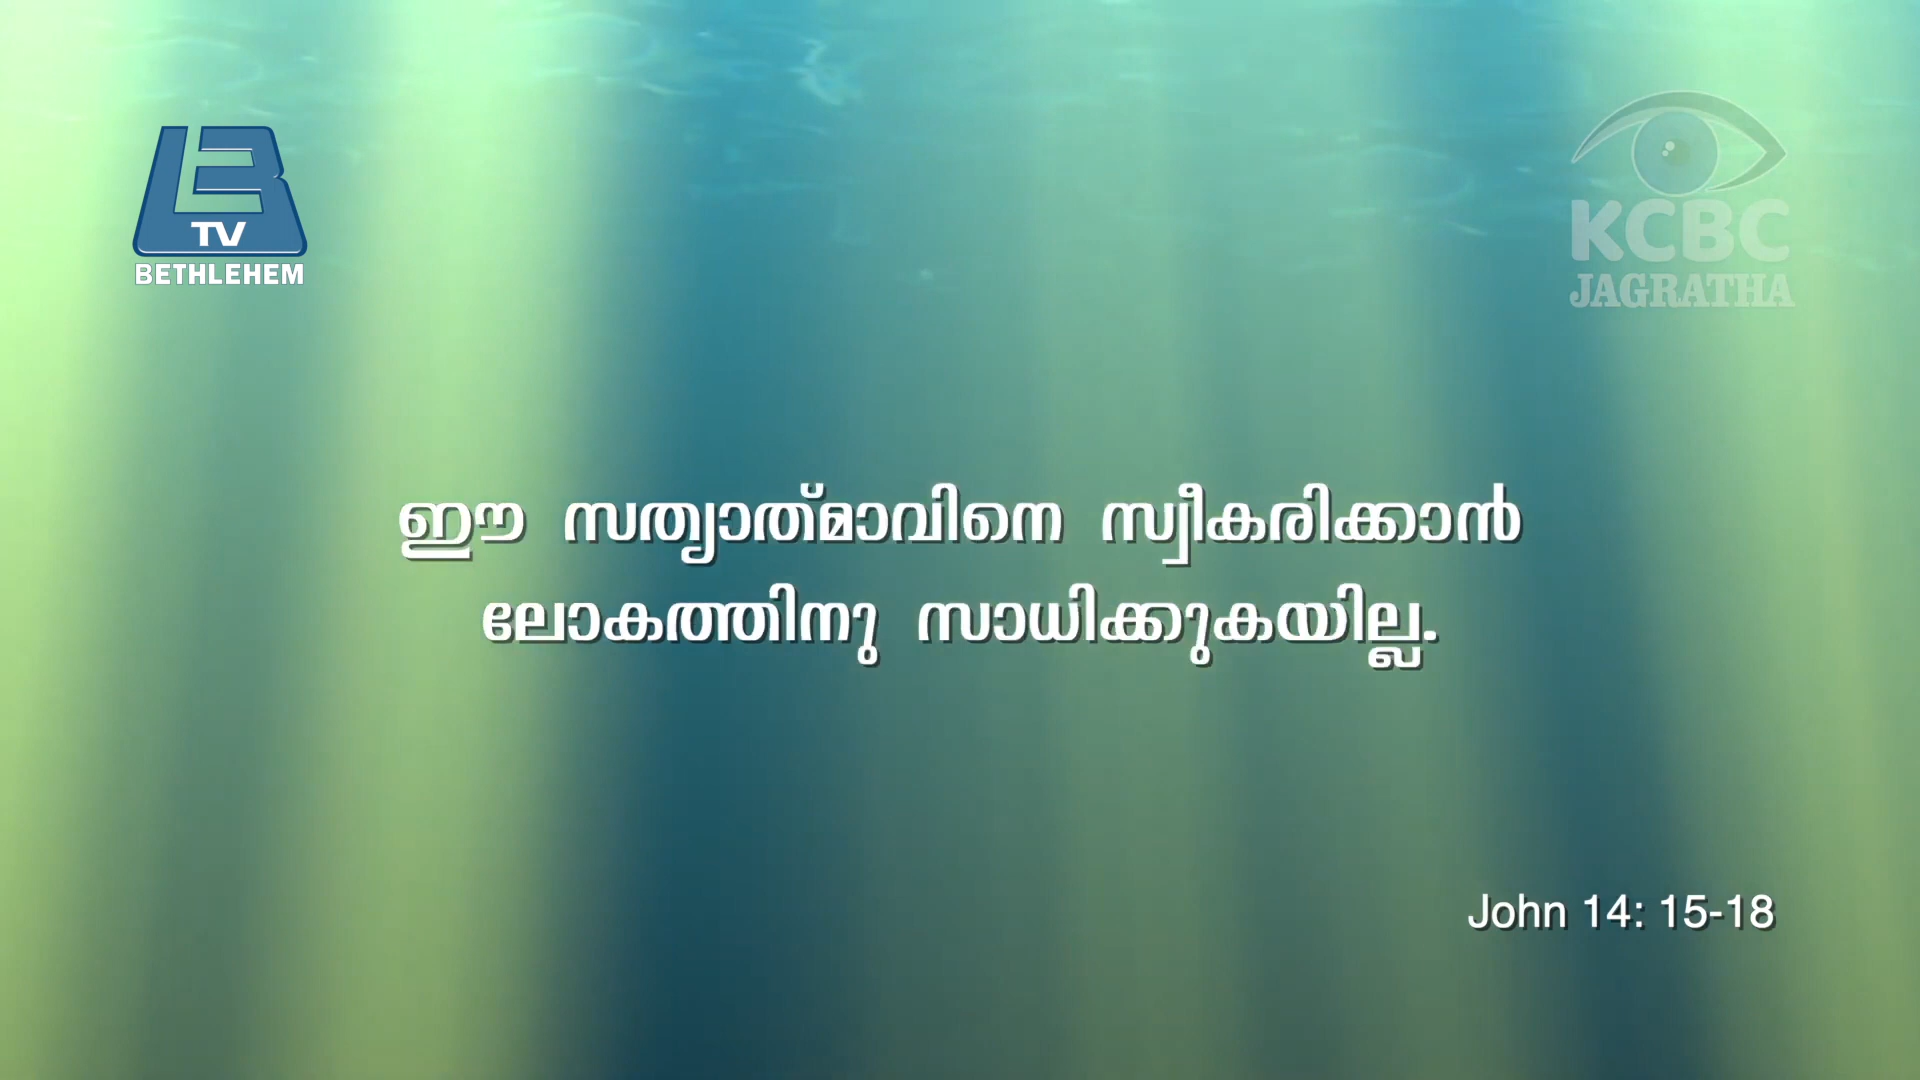 TV
BETHLEHEM
KCBC
JAGRATHA
ഈ സത്യാത്മാവിനെ സ്വീകരിക്കാൻ
ലോകത്തിനു സാധിക്കുകയില്ല.
John 14: 15-18